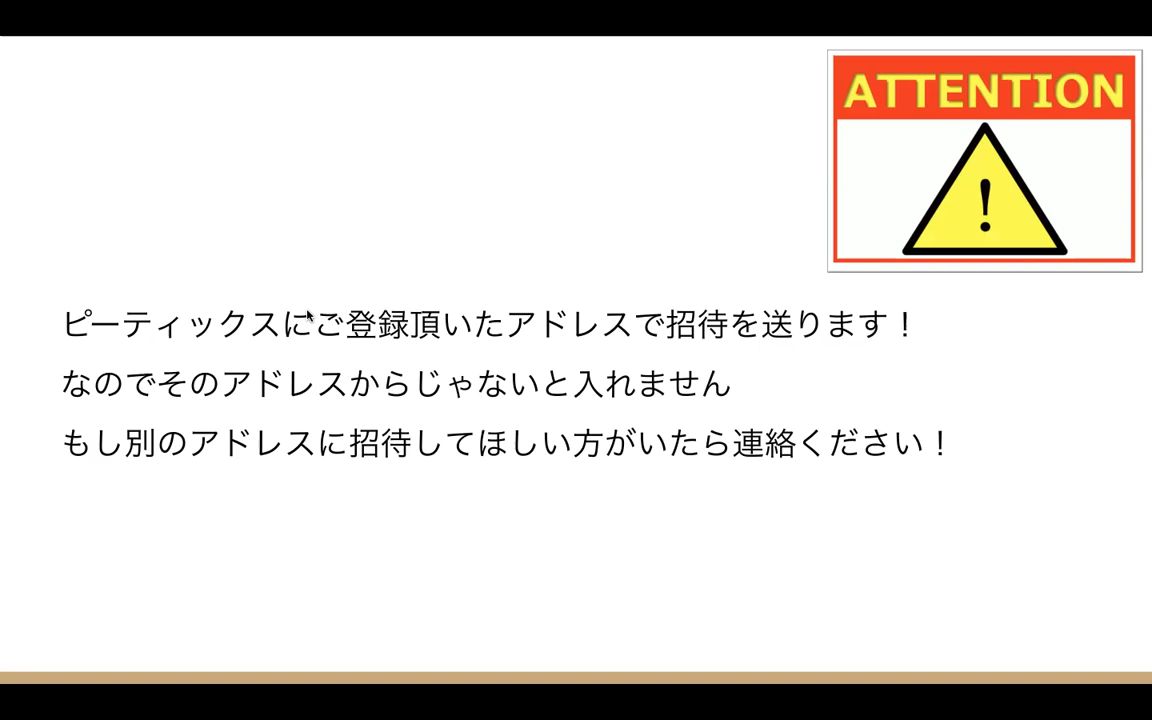 ATTENTION
!
ピーティックスにご登録頂いたアドレスで招待を送ります！
なのでそのアドレスからじゃないと入れません
もし別のアドレスに招待してほしい方がいたら連絡ください！